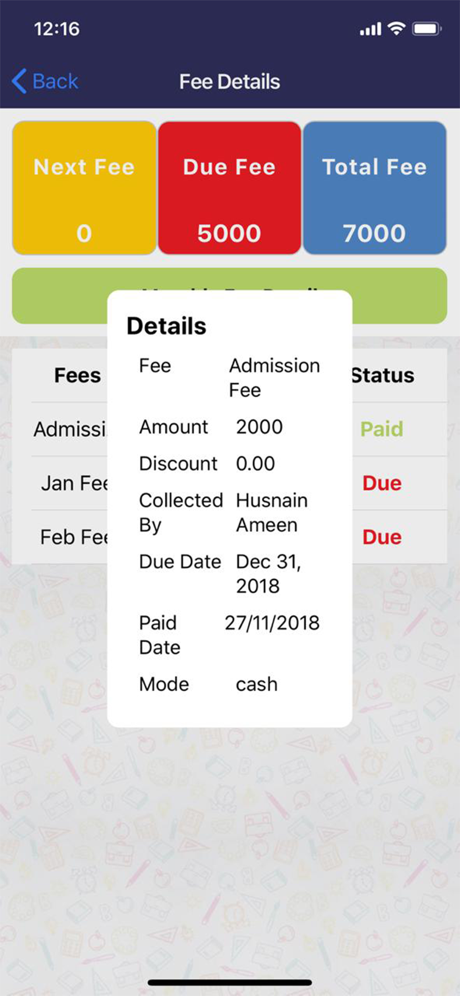 12:16
Back
Fee Details
Next Fee
Due Fee
Total Fee
0
5000
7000
Details
Fee
Admission
Fee
Amount
2000
Discount
0.00
Collected
By
Husnain
Ameen
Due Date
Dec 31,
2018
Paid
Date
27/11/2018
Mode
cash
Fees
Status
Admissi
Paid
Jan Fee
Due
Feb Fee
Due